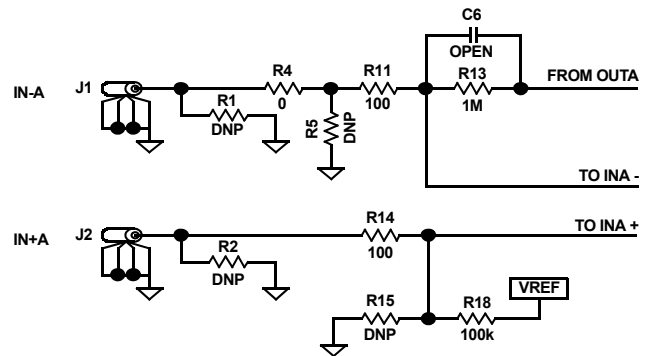 C6
OPEN
IN-A
J1
R4
0
R11
100
R13
1M
FROM OUTA
R1
DNP
R5
DNP
TO INA -
IN+A
J2
R14
100
TO INA +
R2
DNP
R15
DNP
R18
100k
VREF